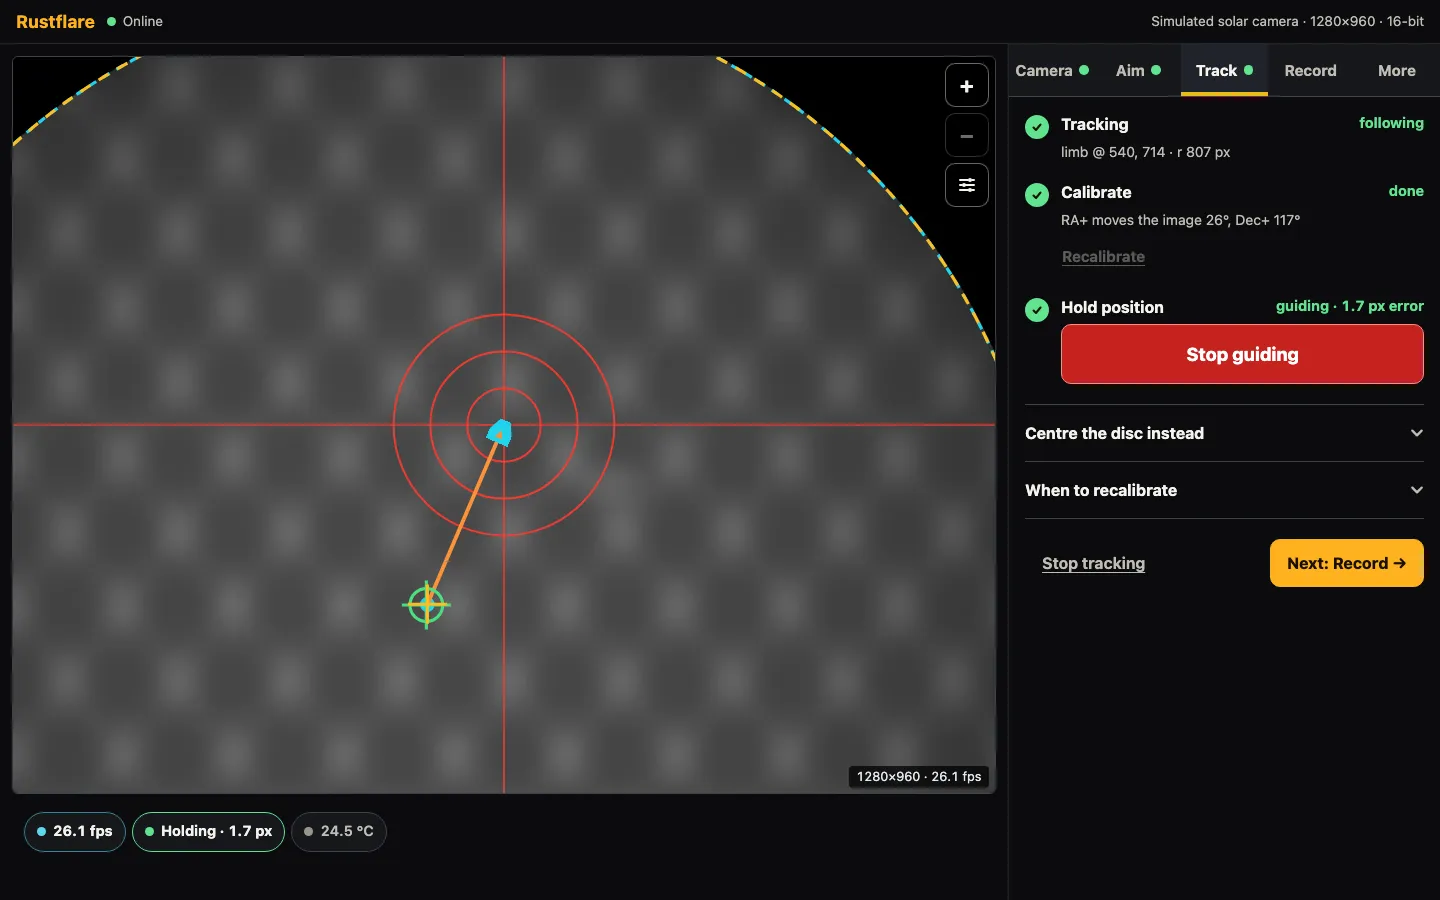 Rustflare Online
Simulated solar camera · 1280×960 · 16-bit
Camera Aim Track Record More
Tracking following
limb @ 540, 714 · r 807 px
Calibrate done
RA+ moves the image 26°, Dec+ 117°
Recalibrate
Hold position guiding · 1.7 px error
Stop guiding
Centre the disc instead
When to recalibrate
Stop tracking Next: Record →
1280×960 · 26.1 fps
26.1 fps Holding · 1.7 px 24.5 °C